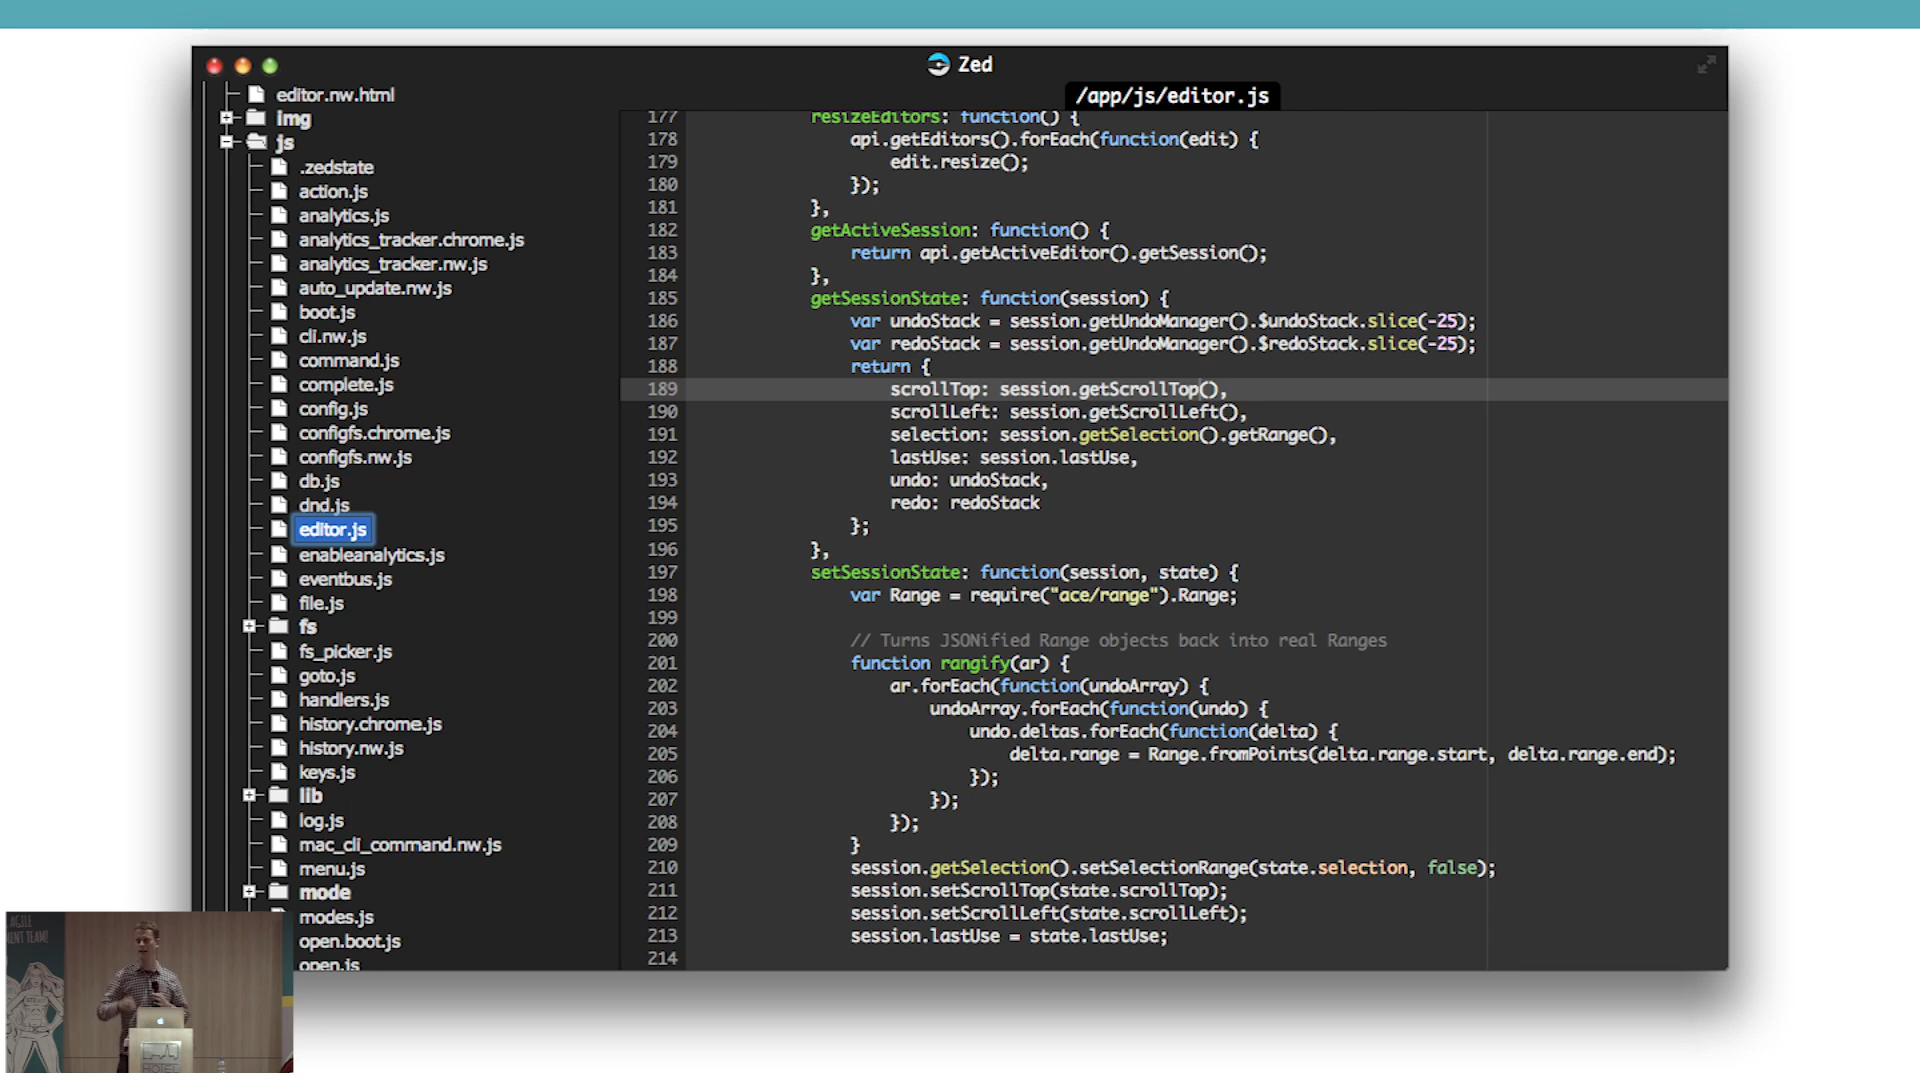 Zed
/app/js/editor.js
editor.nw.html
img
js
.zedstate
action.js
analytics.js
analytics_tracker.chrome.js
analytics_tracker.nw.js
auto_update.nw.js
boot.js
cli.nw.js
command.js
complete.js
config.js
configfs.chrome.js
configfs.nw.js
db.js
dnd.js
editor.js
enableanalytics.js
eventbus.js
file.js
fs
fs_picker.js
goto.js
handlers.js
history.chrome.js
history.nw.js
keys.js
lib
log.js
mac_cli_command.nw.js
menu.js
mode
modes.js
open.boot.js
open.js
177 resizeEditors: function() {
178 api.getEditors().forEach(function(edit) {
179 edit.resize();
180 });
181 },
182 getActiveSession: function() {
183 return api.getActiveEditor().getSession();
184 },
185 getSessionState: function(session) {
186 var undoStack = session.getUndoManager().$undoStack.slice(-25);
187 var redoStack = session.getUndoManager().$redoStack.slice(-25);
188 return {
189 scrollTop: session.getScrollTop(),
190 scrollLeft: session.getScrollLeft(),
191 selection: session.getSelection().getRange(),
192 lastUse: session.lastUse,
193 undo: undoStack,
194 redo: redoStack
195 };
196 },
197 setSessionState: function(session, state) {
198 var Range = require("ace/range").Range;
199
200 // Turns JSONified Range objects back into real Ranges
201 function rangify(ar) {
202 ar.forEach(function(undoArray) {
203 undoArray.forEach(function(undo) {
204 undo.deltas.forEach(function(delta) {
205 delta.range = Range.fromPoints(delta.range.start, delta.range.end);
206 });
207 });
208 });
209 }
210 session.getSelection().setSelectionRange(state.selection, false);
211 session.setScrollTop(state.scrollTop);
212 session.setScrollLeft(state.scrollLeft);
213 session.lastUse = state.lastUse;
214
AGILE
TEAM!
HOTEL